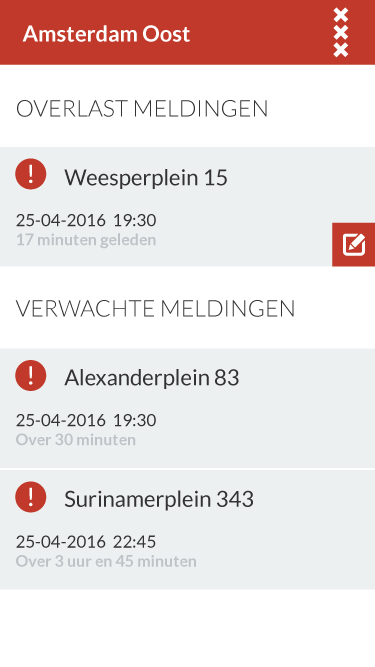 Amsterdam Oost
OVERLAST MELDINGEN
Weesperplein 15
25-04-2016 19:30
17 minuten geleden
VERWACHTE MELDINGEN
Alexanderplein 83
25-04-2016 19:30
Over 30 minuten
Surinamerplein 343
25-04-2016 22:45
Over 3 uur en 45 minuten